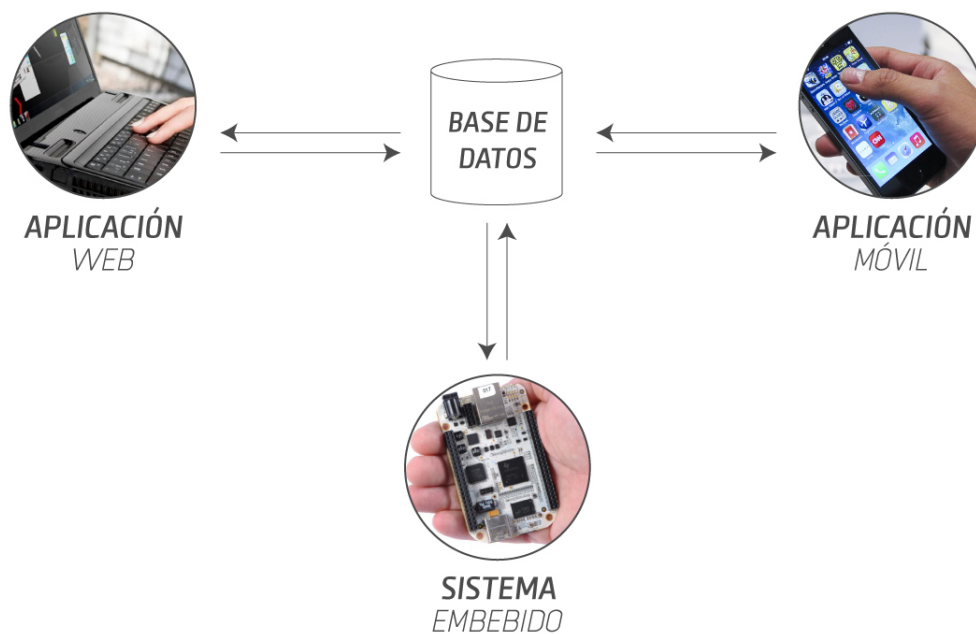 BASE DE
DATOS
APLICACIÓN
WEB
APLICACIÓN
MÓVIL
SISTEMA
EMBEBIDO